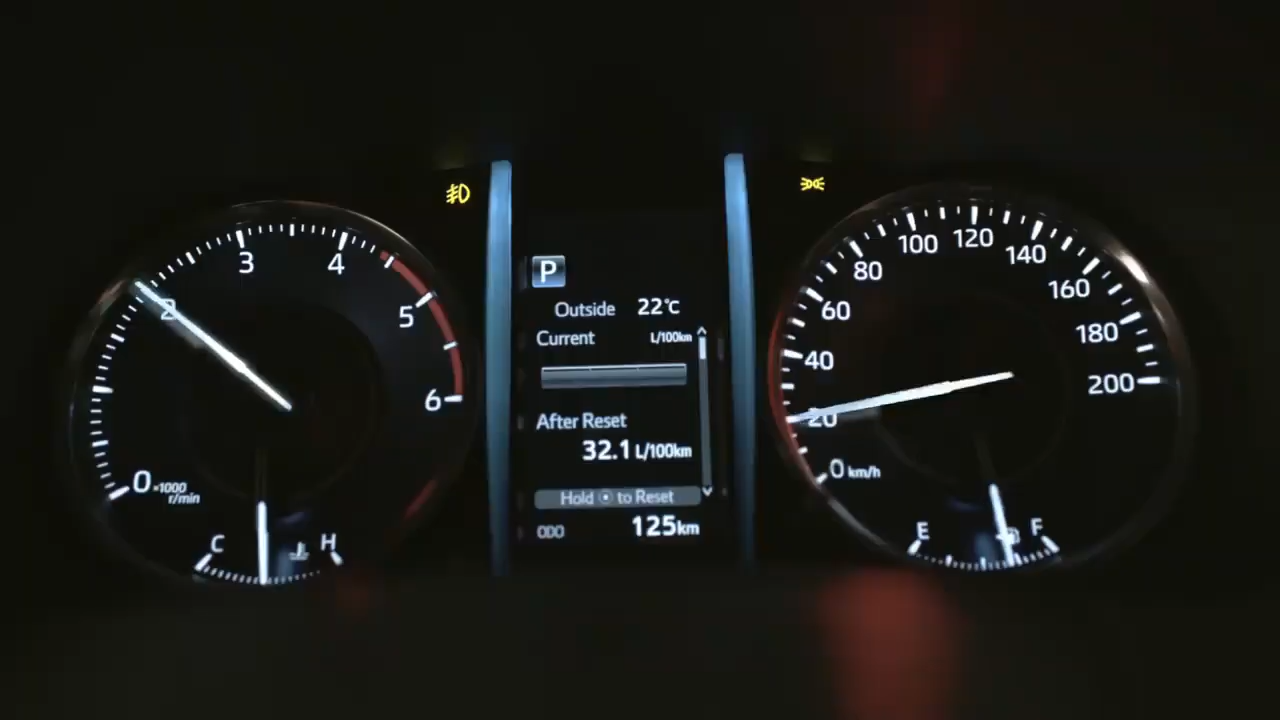 3
4
2
5
6
0 ×1000
r/min
C
H
P
Outside 22°C
Current L/100km
After Reset
32.1 L/100km
Hold to Reset
ODO 125km
100
120
140
80
160
60
180
40
200
20
0 km/h
E
F